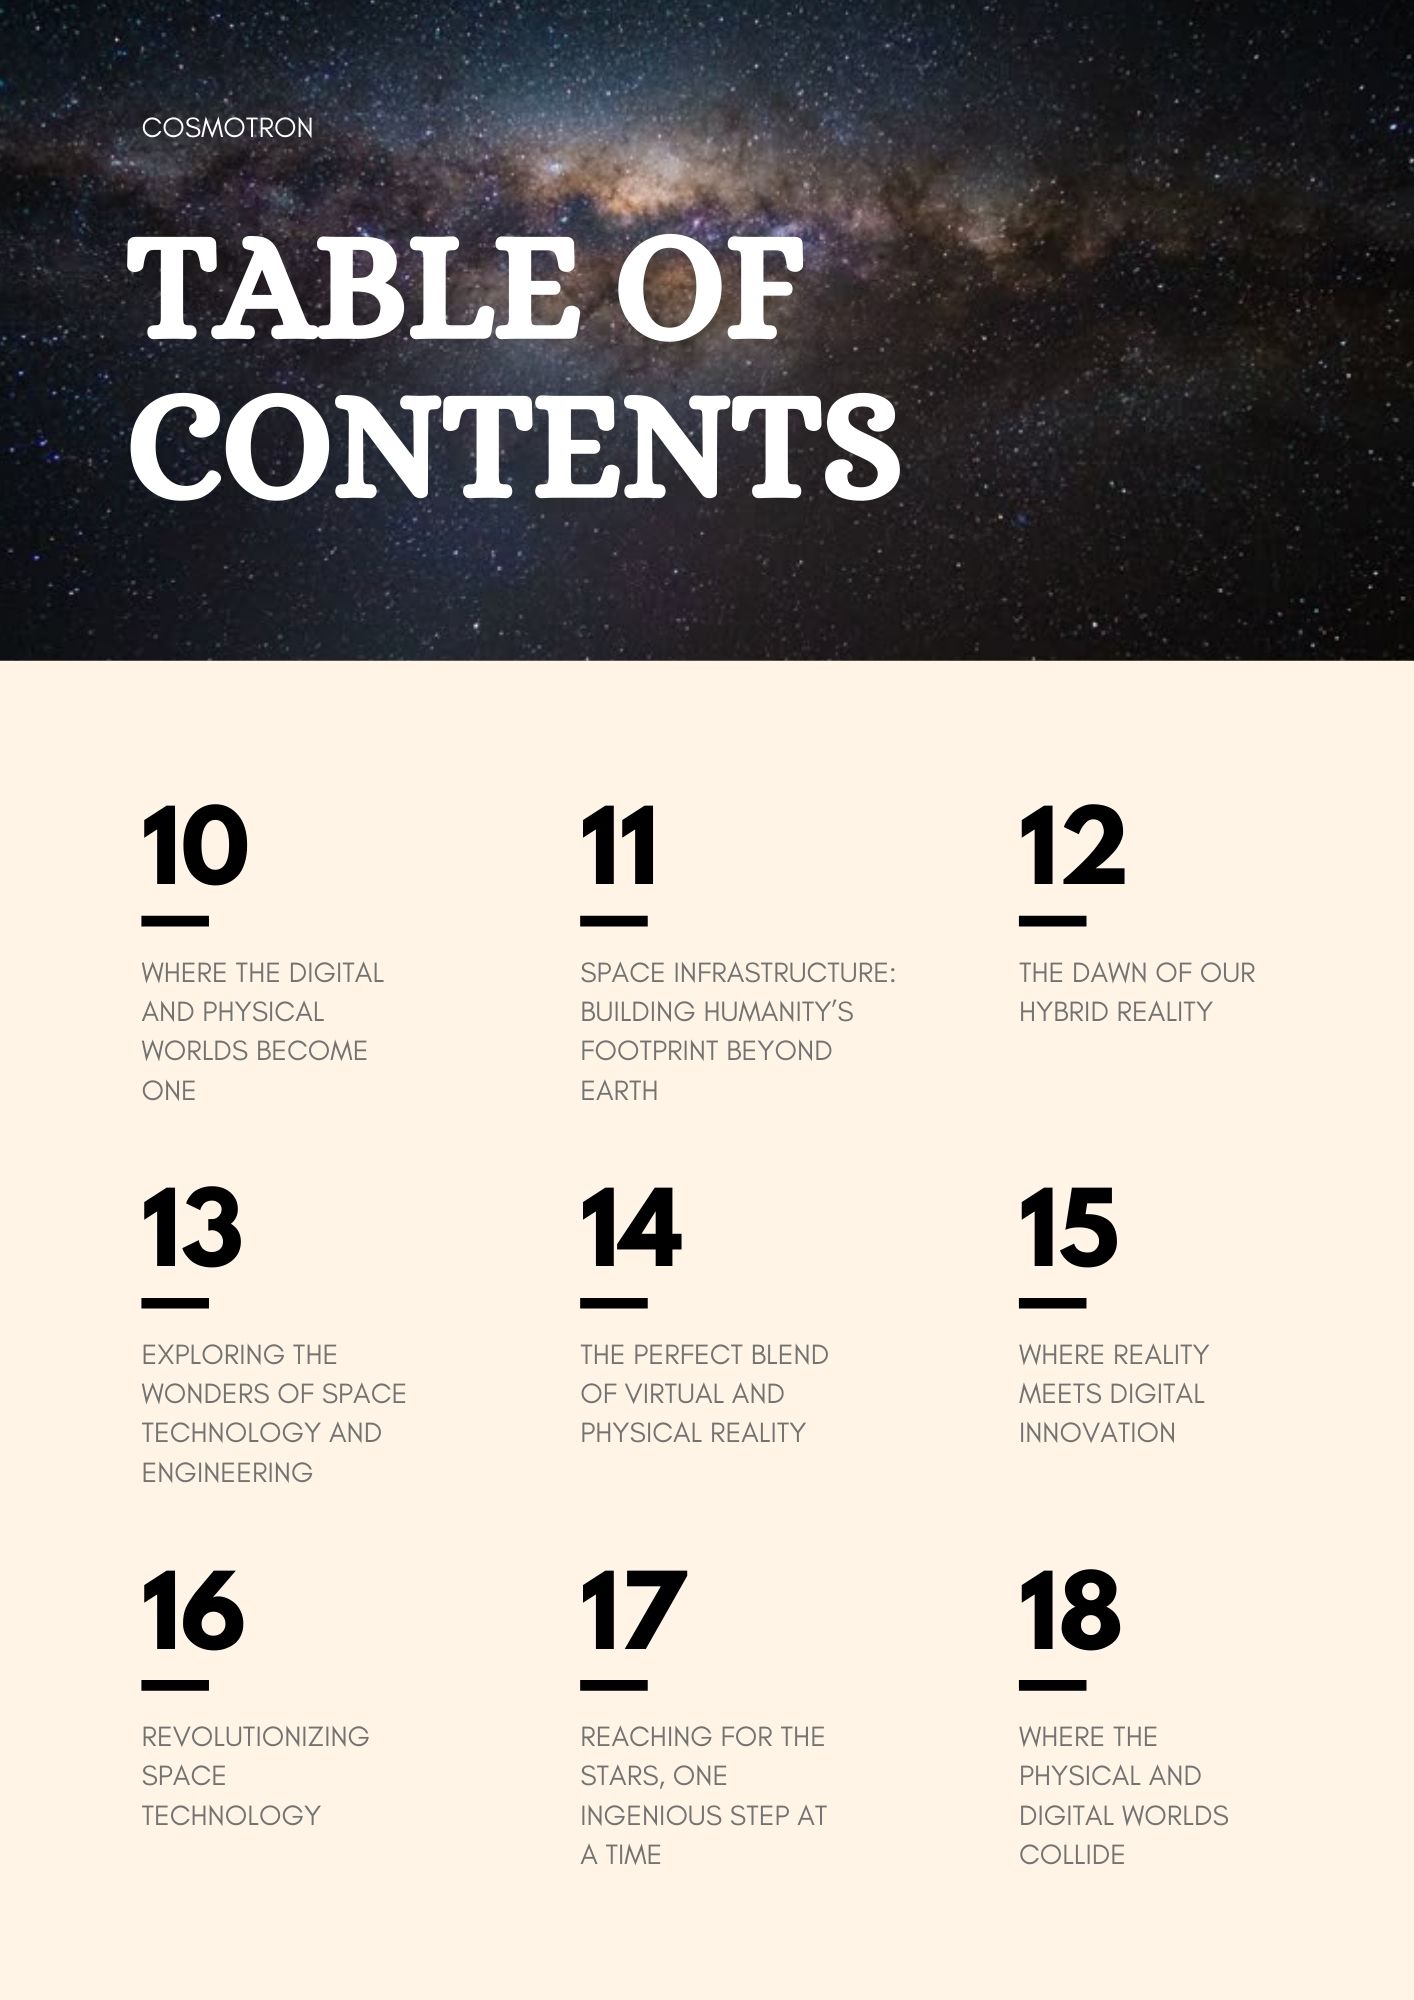 COSMOTRON
TABLE OF
CONTENTS
10
WHERE THE DIGITAL
AND PHYSICAL
WORLDS BECOME
ONE
11
SPACE INFRASTRUCTURE:
BUILDING HUMANITY'S
FOOTPRINT BEYOND
EARTH
12
THE DAWN OF OUR
HYBRID REALITY
13
EXPLORING THE
WONDERS OF SPACE
TECHNOLOGY AND
ENGINEERING
14
THE PERFECT BLEND
OF VIRTUAL AND
PHYSICAL REALITY
15
WHERE REALITY
MEETS DIGITAL
INNOVATION
16
REVOLUTIONIZING
SPACE
TECHNOLOGY
17
REACHING FOR THE
STARS, ONE
INGENIOUS STEP AT
A TIME
18
WHERE THE
PHYSICAL AND
DIGITAL WORLDS
COLLIDE